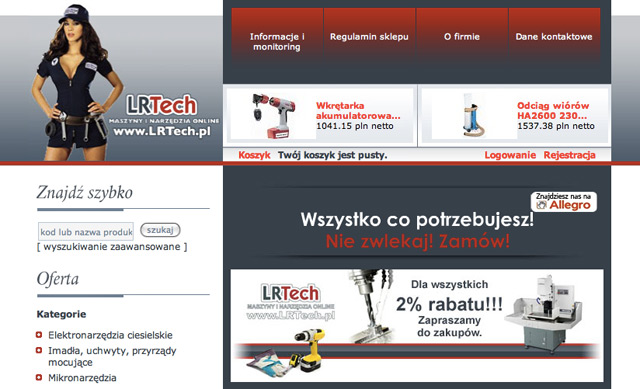 Informacje i
monitoring
Regulamin sklepu
O firmie
Dane kontaktowe
LRTech
MASZYNY I NARZĘDZIA ONLINE
www.LRTech.pl
Wkrętarka
akumulatorowa...
1041.15 pln netto
Odciąg wiórów
HA2600 230...
1537.38 pln netto
Koszyk Twój koszyk jest pusty.
Logowanie Rejestracja
Znajdź szybko
kod lub nazwa produk
szukaj
[ wyszukiwanie zaawansowane ]
Oferta
Kategorie
Elektronarzędzia ciesielskie
Imadła, uchwyty, przyrządy
mocujące
Mikronarzędzia
Znajdziesz nas na
Allegro
Wszystko co potrzebujesz!
Nie zwlekaj! Zamów!
LRTech
MASZYNY I NARZĘDZIA ONLINE
www.LRTech.pl
Dla wszystkich
2% rabatu!!!
Zapraszamy
do zakupów.